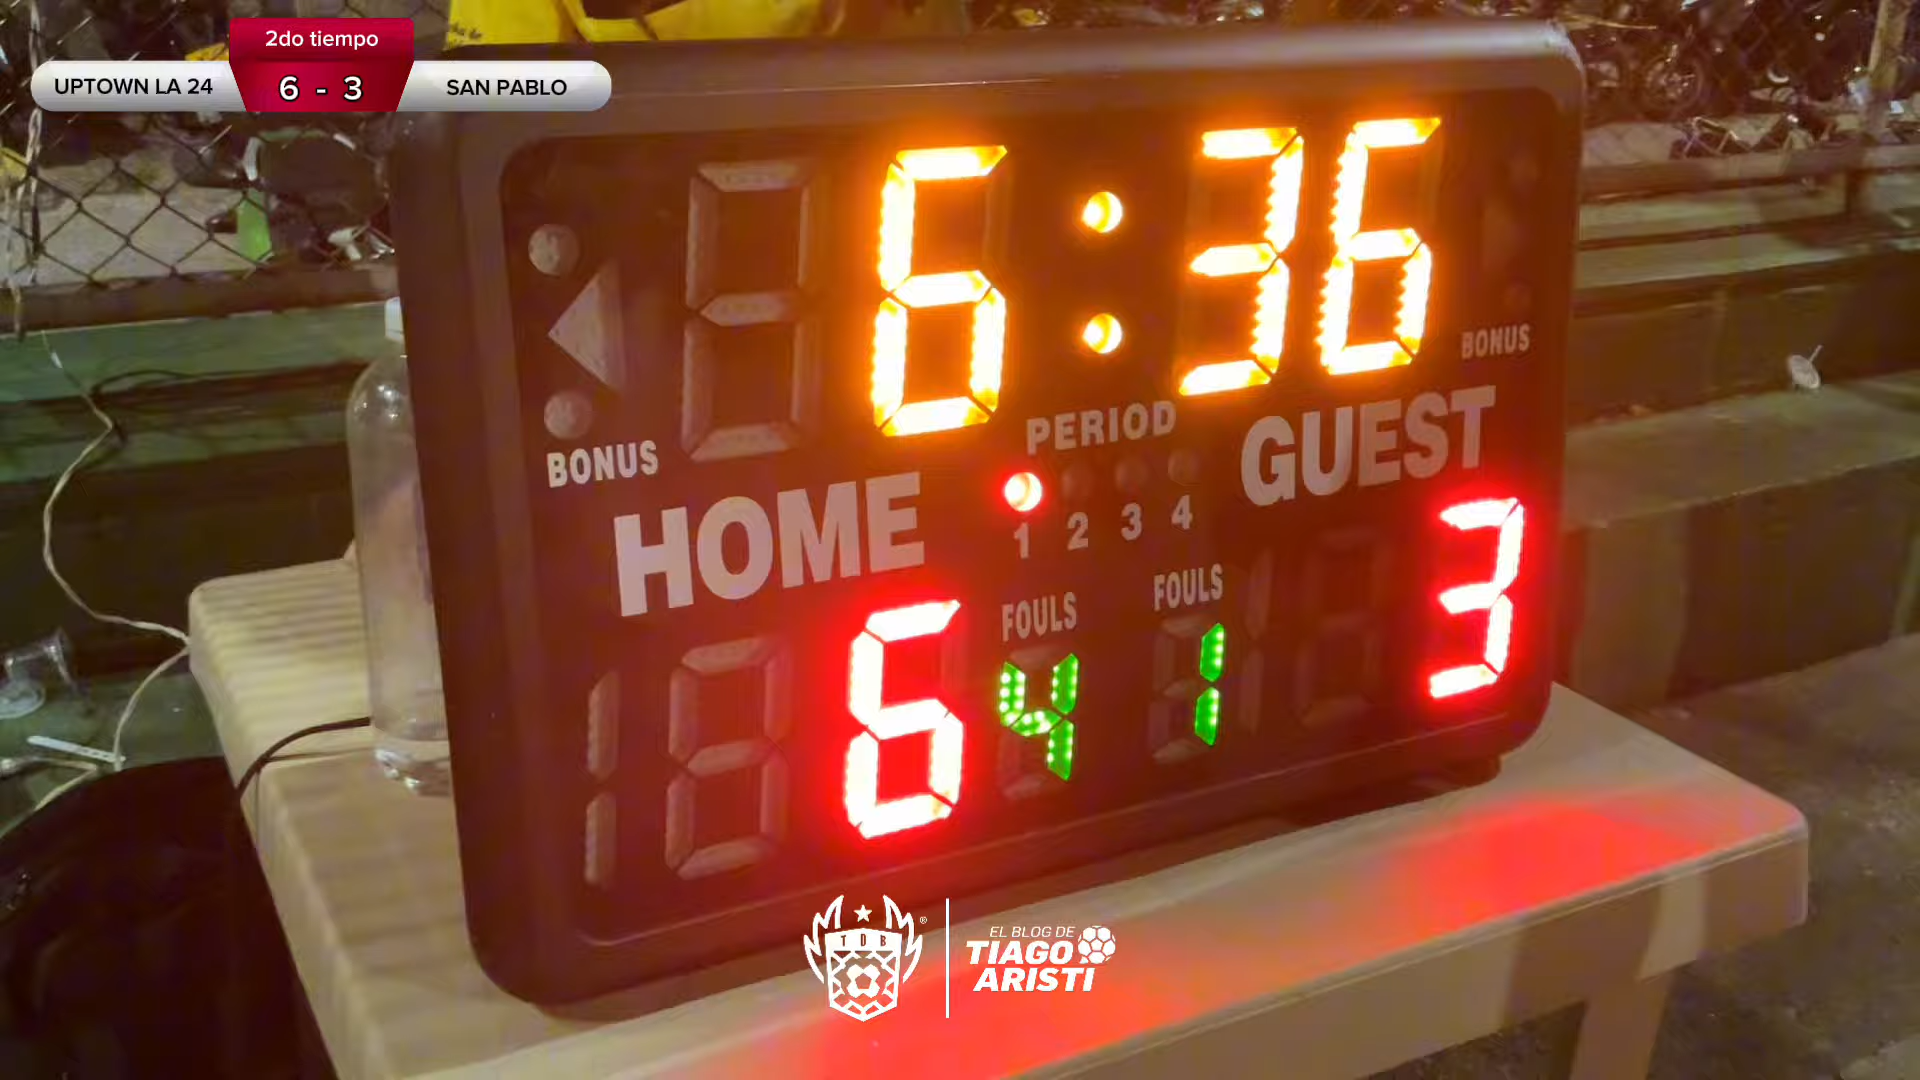 2do tiempo
UPTOWN LA 24 6 - 3 SAN PABLO
6:36
BONUS BONUS
PERIOD
HOME GUEST
1 2 3 4
FOULS FOULS
6 4 1 3
TDB ®
EL BLOG DE
TIAGO
ARISTI